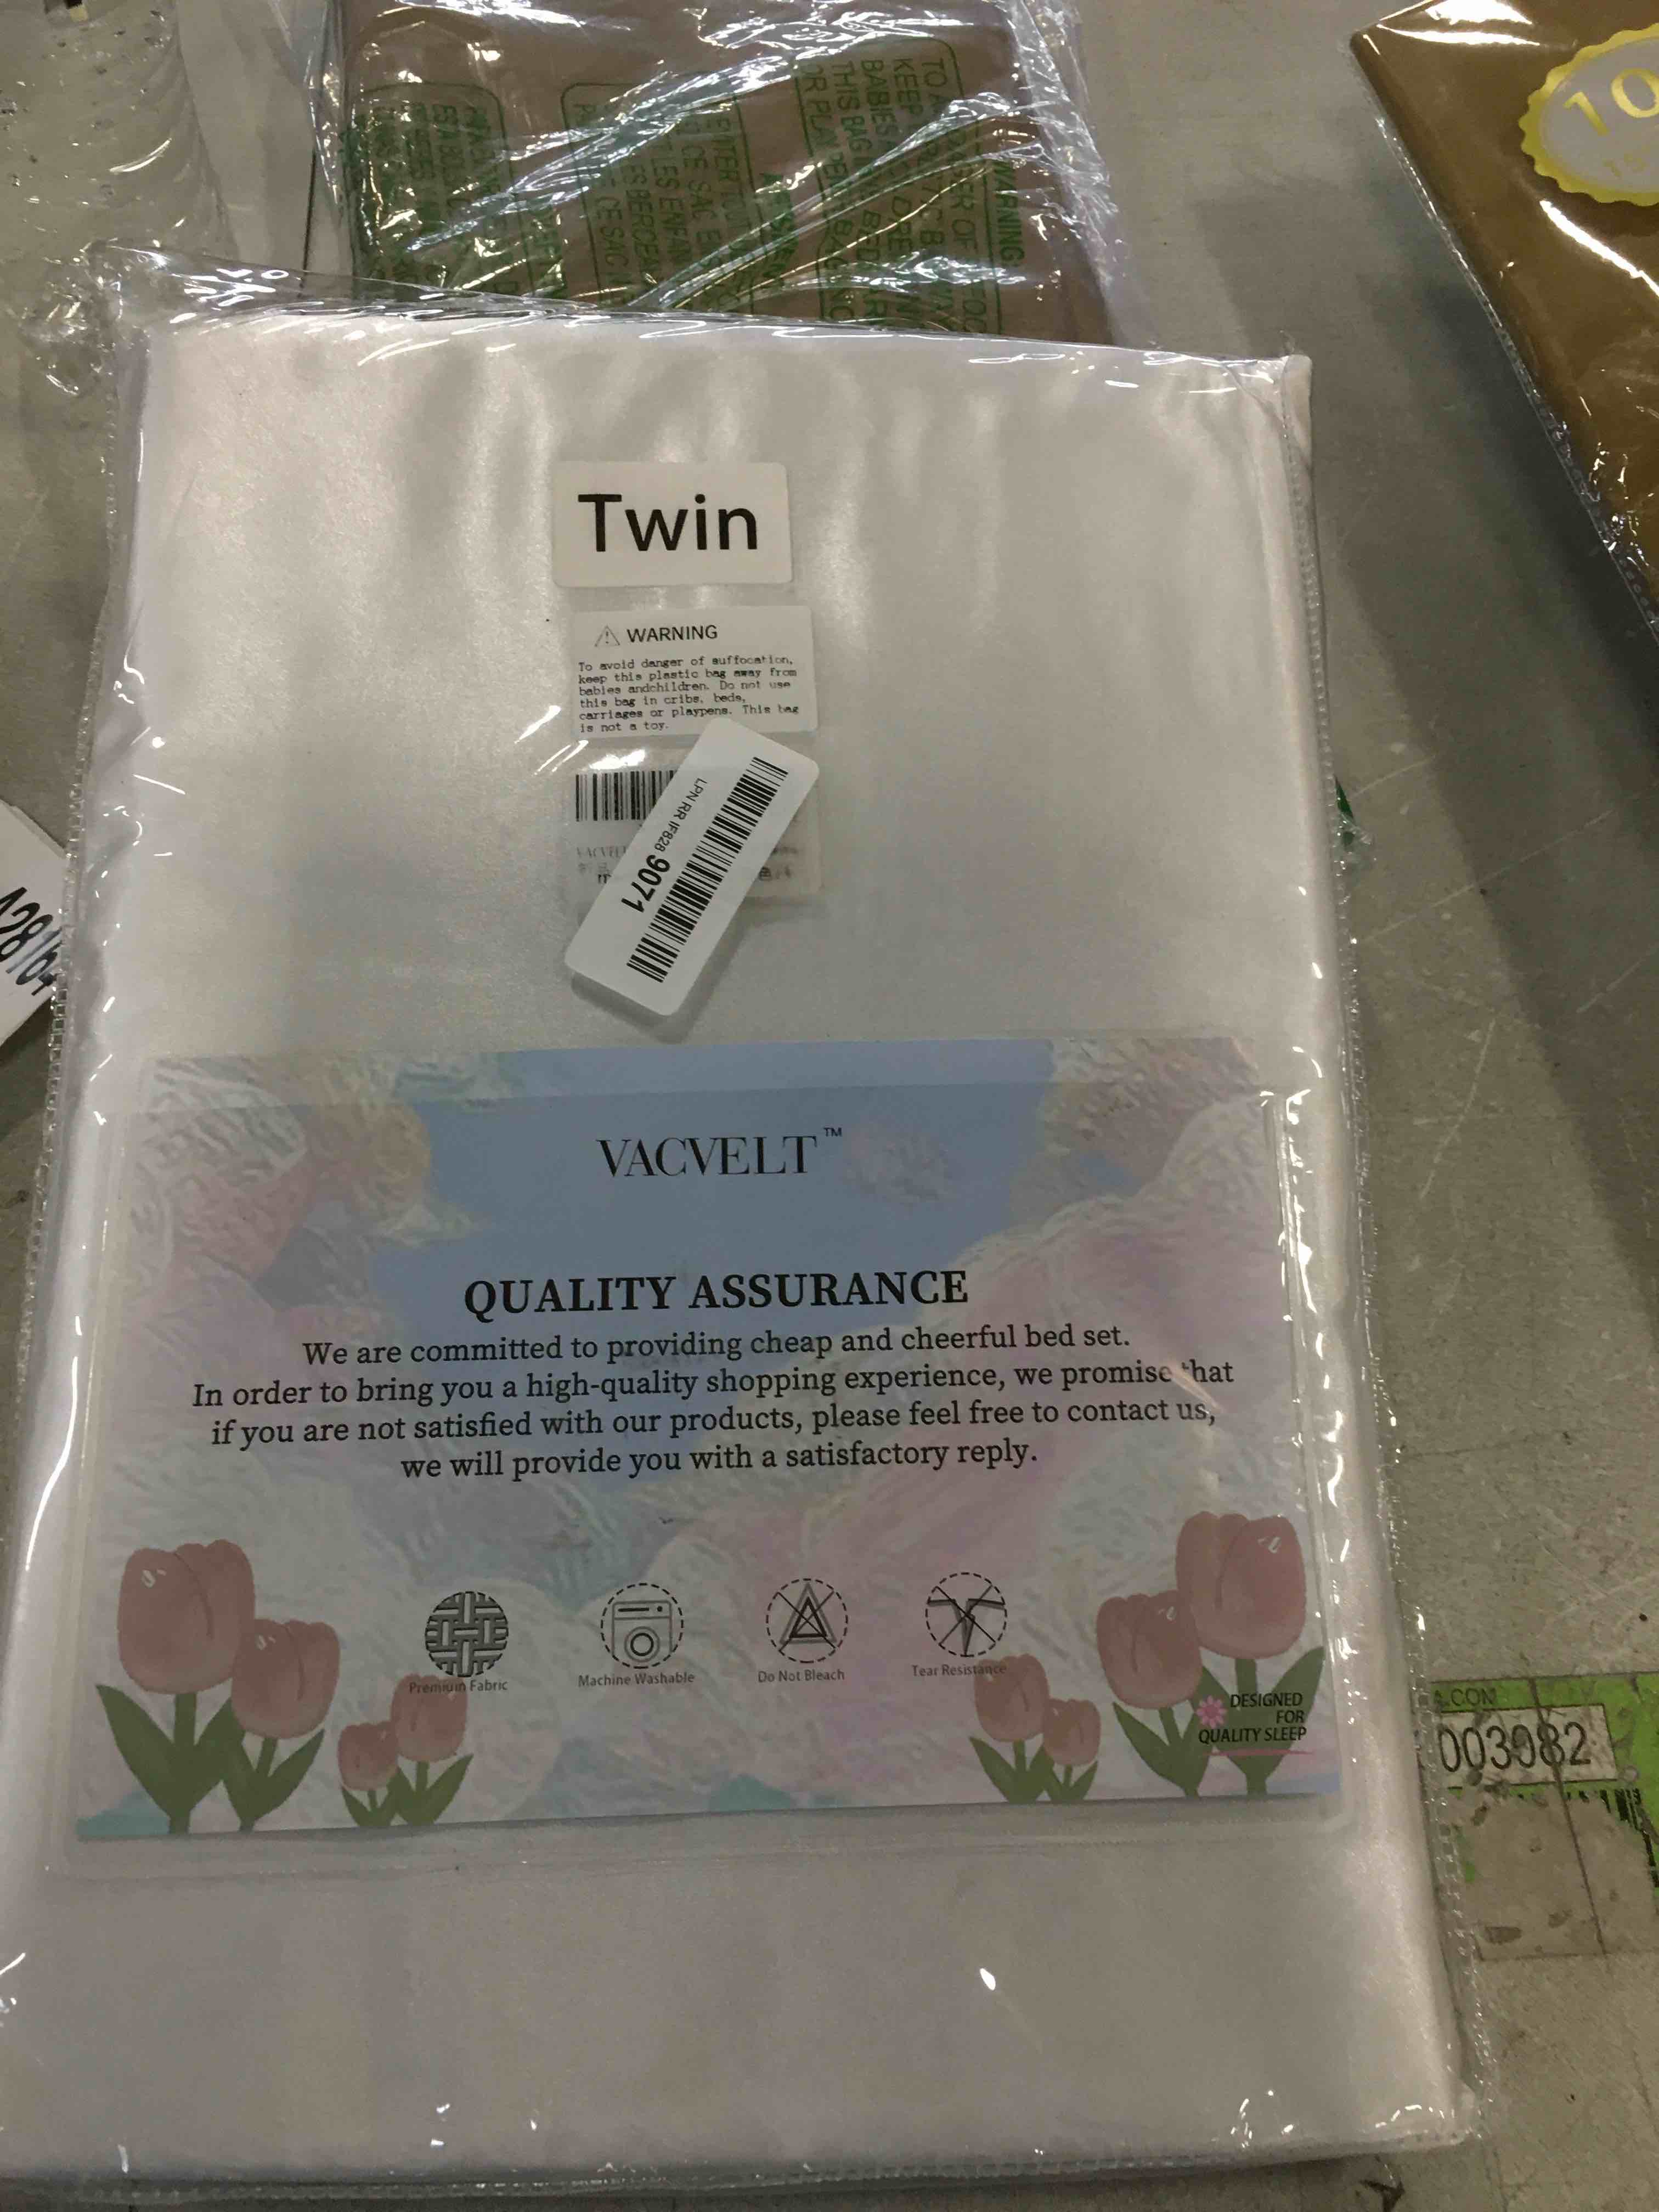 WARNING
Twin
WARNING
To avoid danger of suffocation,
keep this plastic bag away from
babies andchildren. Do not use
this bag in cribs, beds,
carriages or playpens. This bag
is not a toy.
LPN RR IF828 9071
VACVELT™
QUALITY ASSURANCE
We are committed to providing cheap and cheerful bed set.
In order to bring you a high-quality shopping experience, we promise that
if you are not satisfied with our products, please feel free to contact us,
we will provide you with a satisfactory reply.
Premium Fabric
Machine Washable
Do Not Bleach
Tear Resistance
DESIGNED
FOR
QUALITY SLEEP
003082